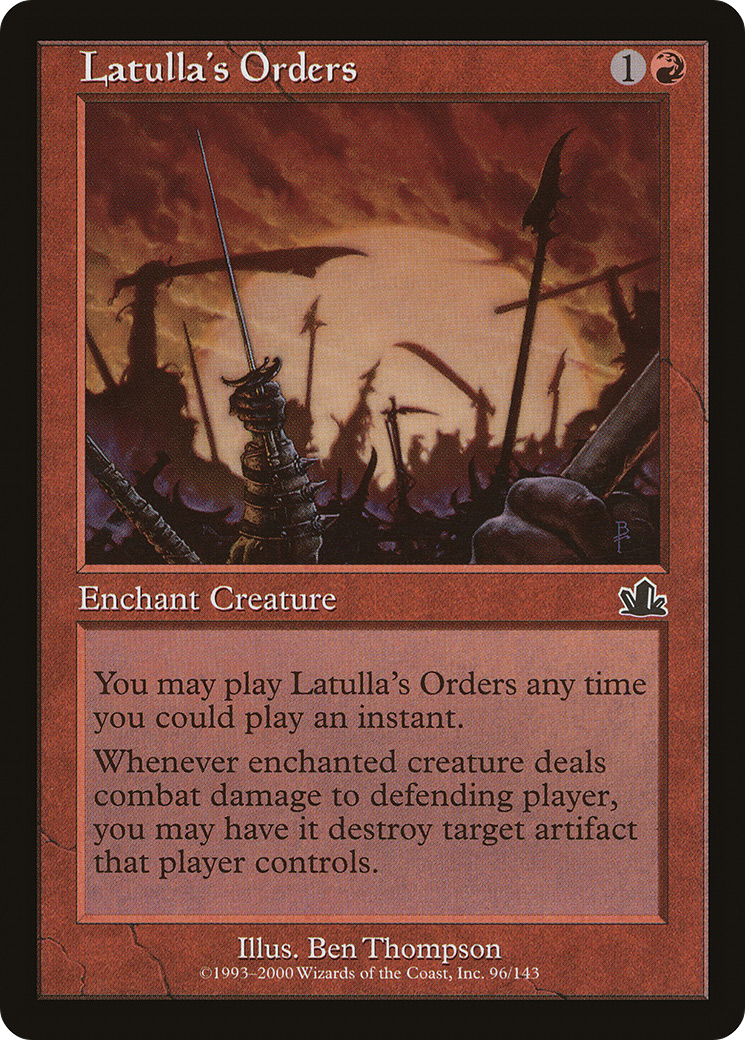 Latulla's Orders 1
Enchant Creature
You may play Latulla's Orders any time
you could play an instant.
Whenever enchanted creature deals
combat damage to defending player,
you may have it destroy target artifact
that player controls.
Illus. Ben Thompson
©1993–2000 Wizards of the Coast, Inc. 96/143